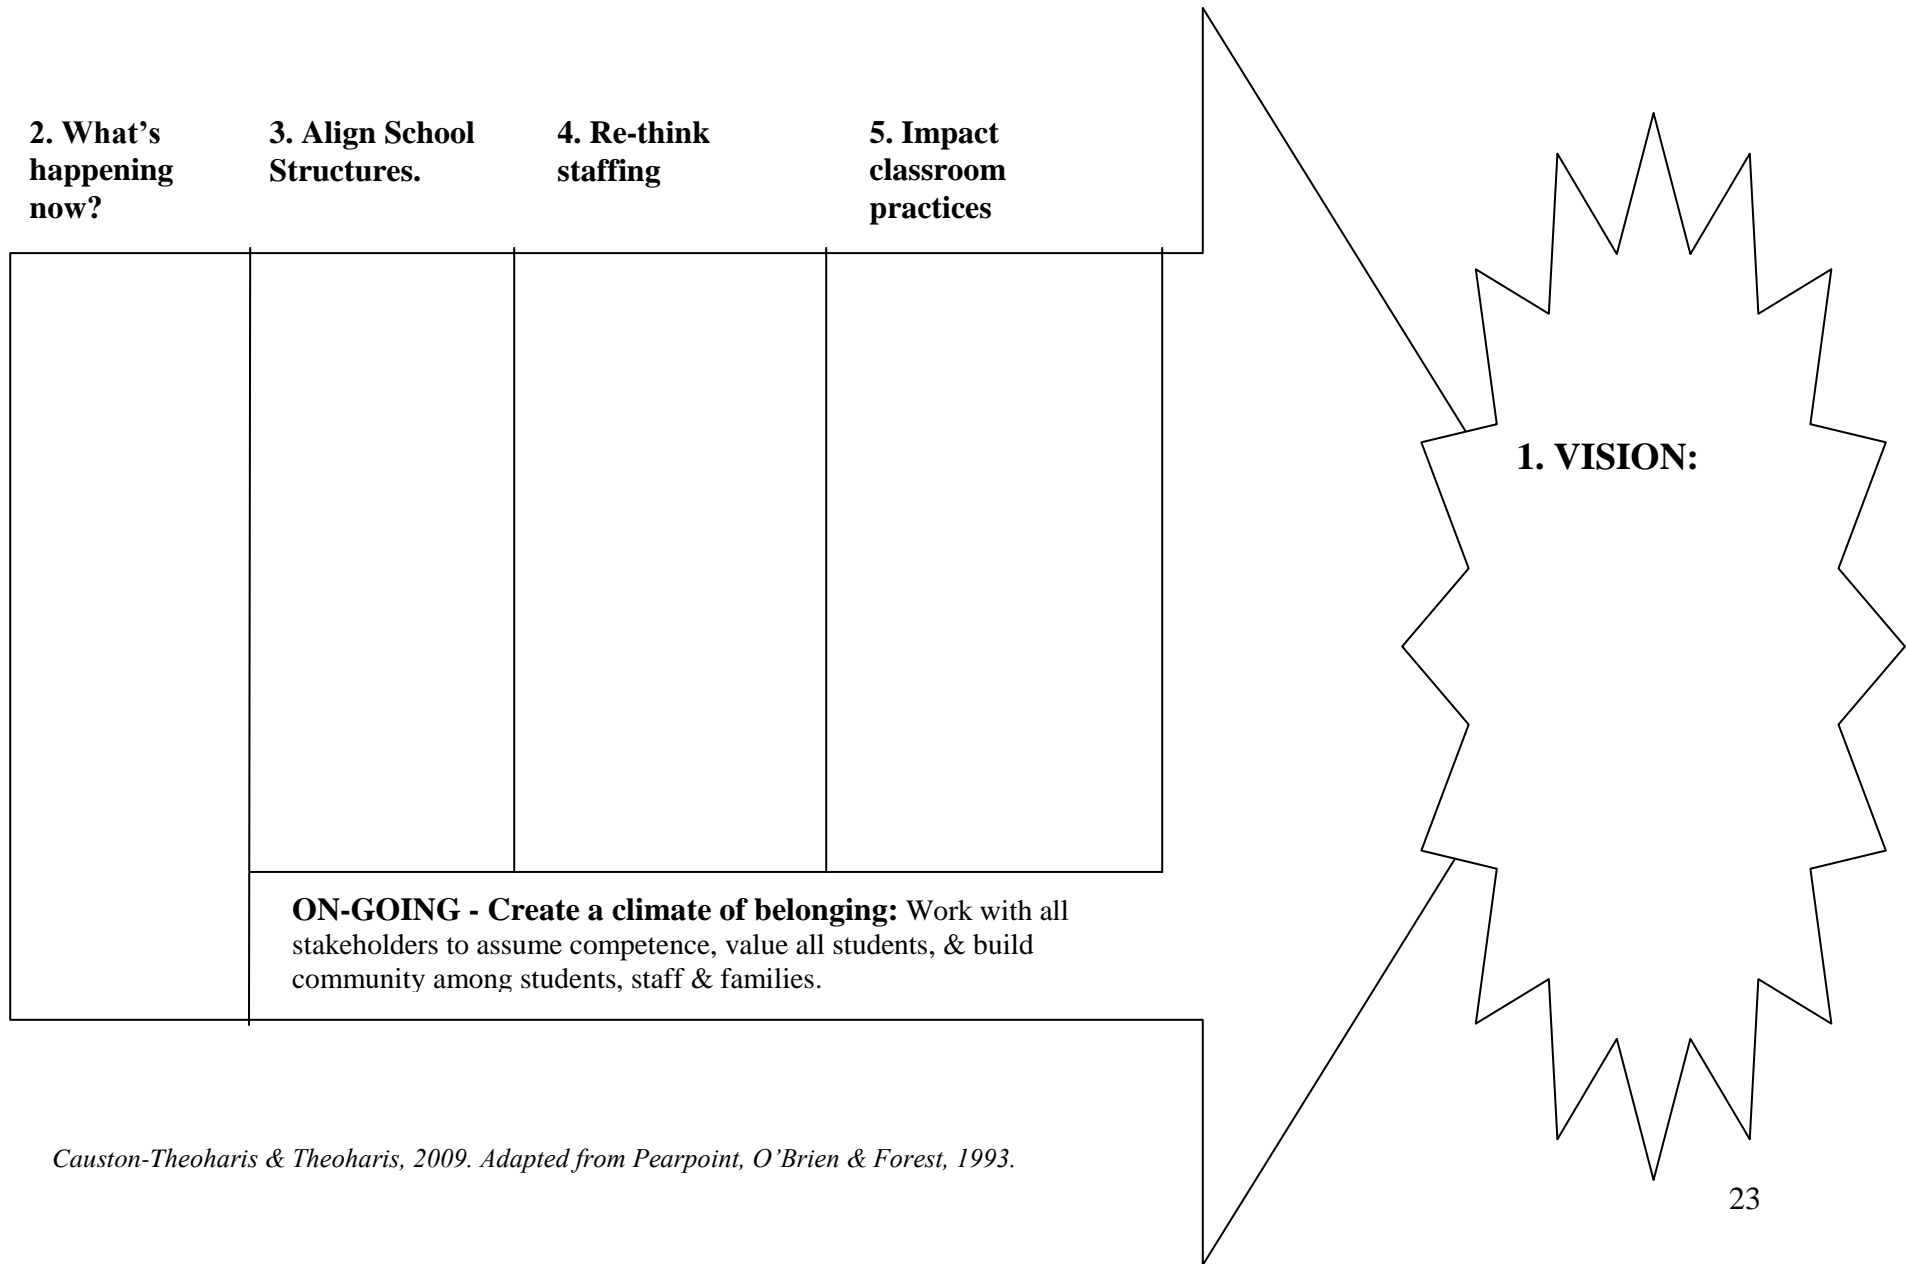 2. What’s
happening
now?
3. Align School
Structures.
4. Re-think
staffing
5. Impact
classroom
practices
1. VISION:
ON-GOING - Create a climate of belonging: Work with all
stakeholders to assume competence, value all students, & build
community among students, staff & families.
Causton-Theoharis & Theoharis, 2009. Adapted from Pearpoint, O’Brien & Forest, 1993.
23